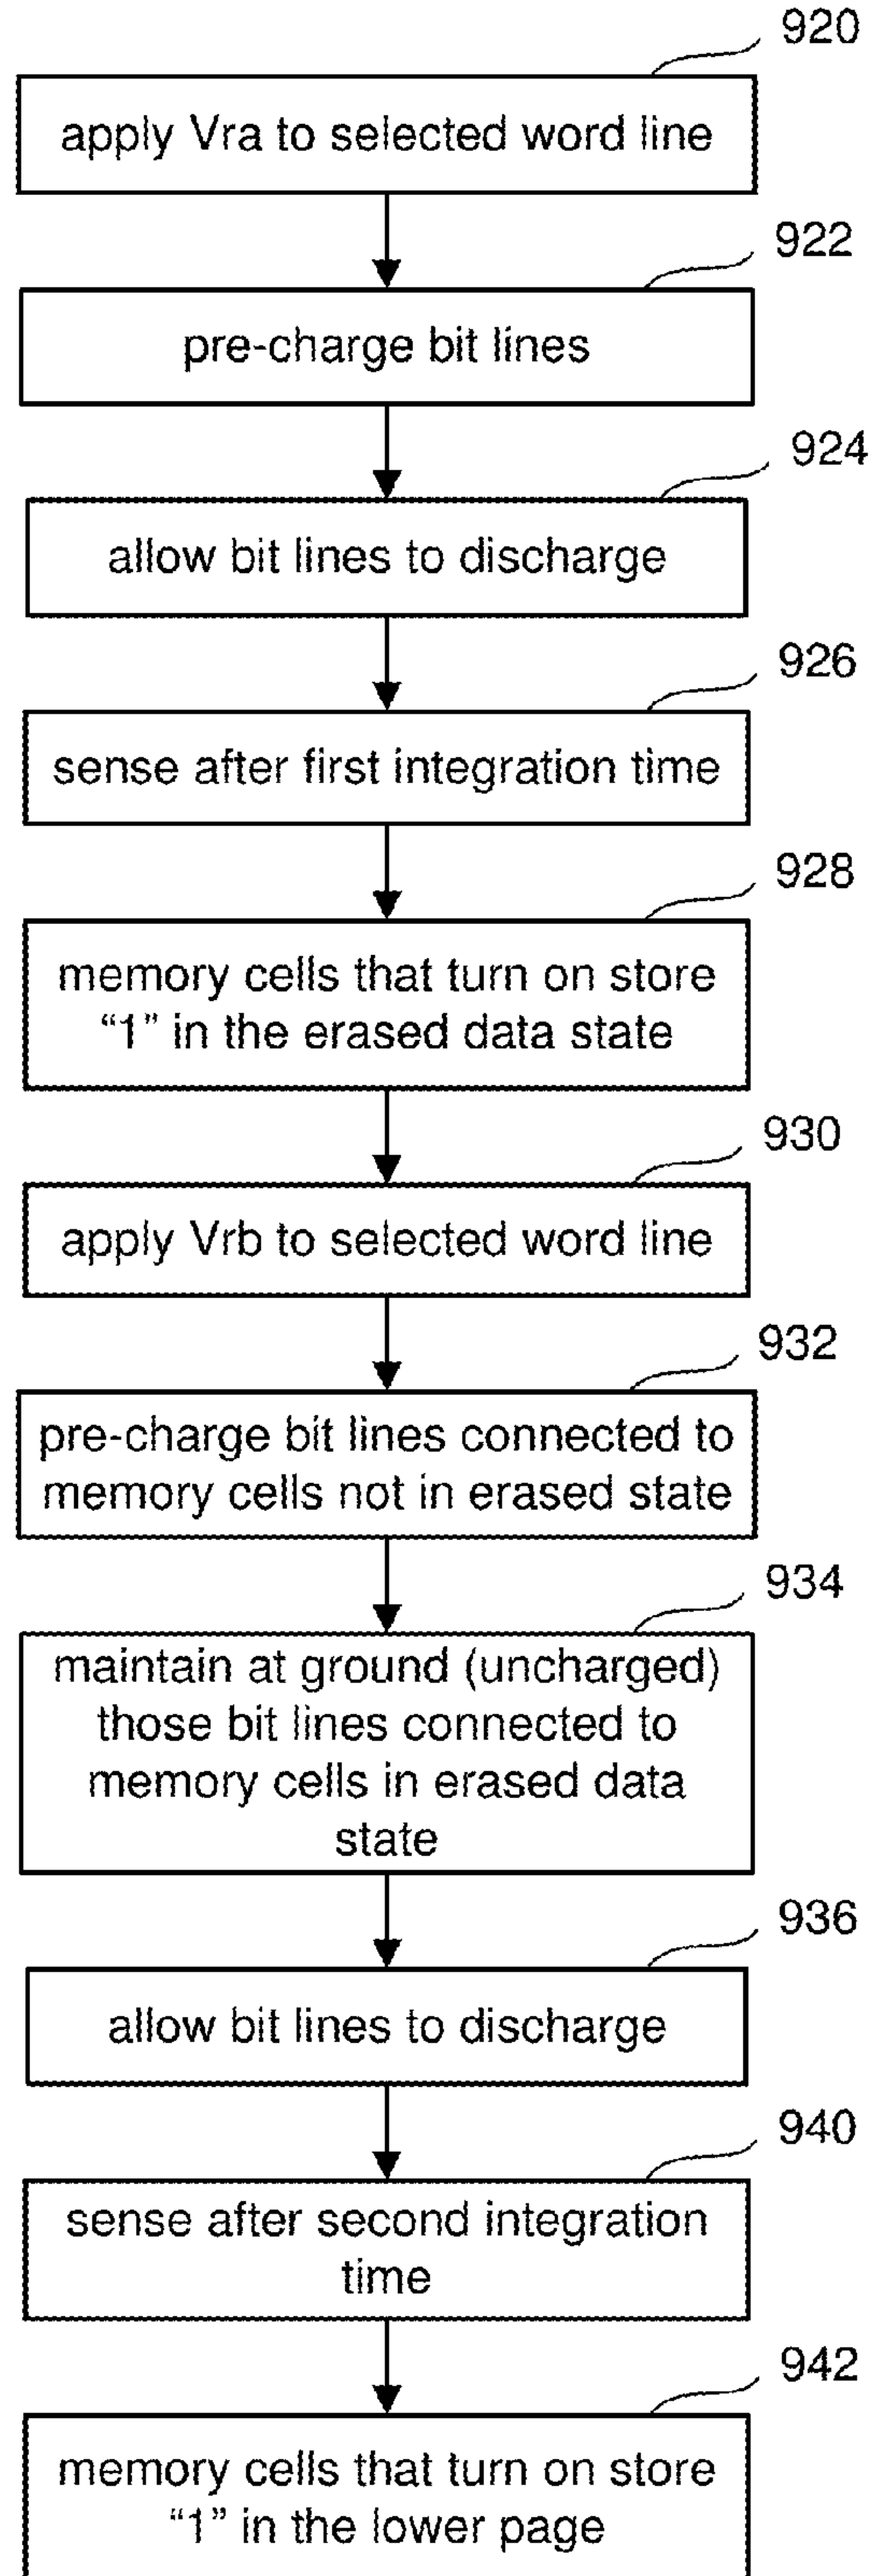 920
apply Vra to selected word line
922
pre-charge bit lines
924
allow bit lines to discharge
926
sense after first integration time
928
memory cells that turn on store
“1” in the erased data state
930
apply Vrb to selected word line
932
pre-charge bit lines connected to
memory cells not in erased state
934
maintain at ground (uncharged)
those bit lines connected to
memory cells in erased data
state
936
allow bit lines to discharge
940
sense after second integration
time
942
memory cells that turn on store
“1” in the lower page